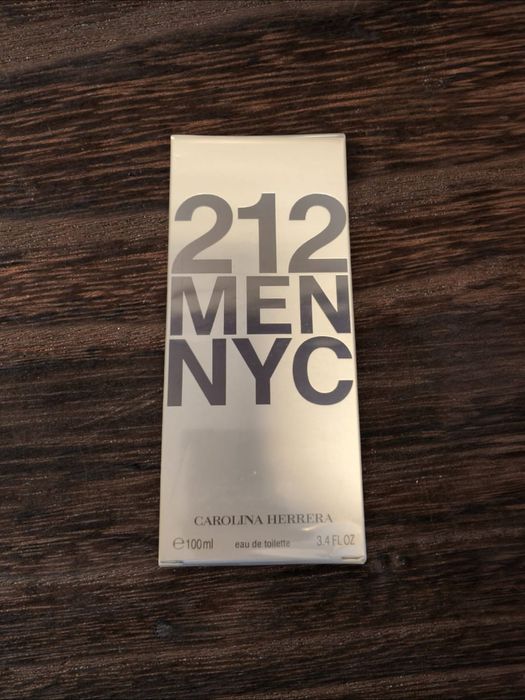 212
MEN
NYC
CAROLINA HERRERA
℮100ml eau de toilette 3.4 FL OZ